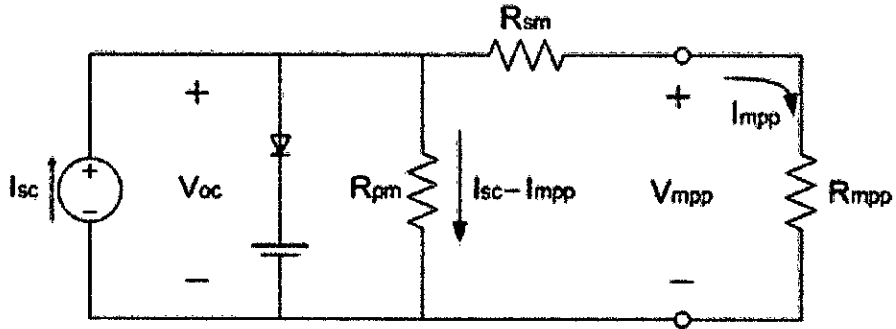 Rsm
+
+
Impp
Isc
+
−
Voc
Rpm
Isc−Impp
Vmpp
Rmpp
−
−